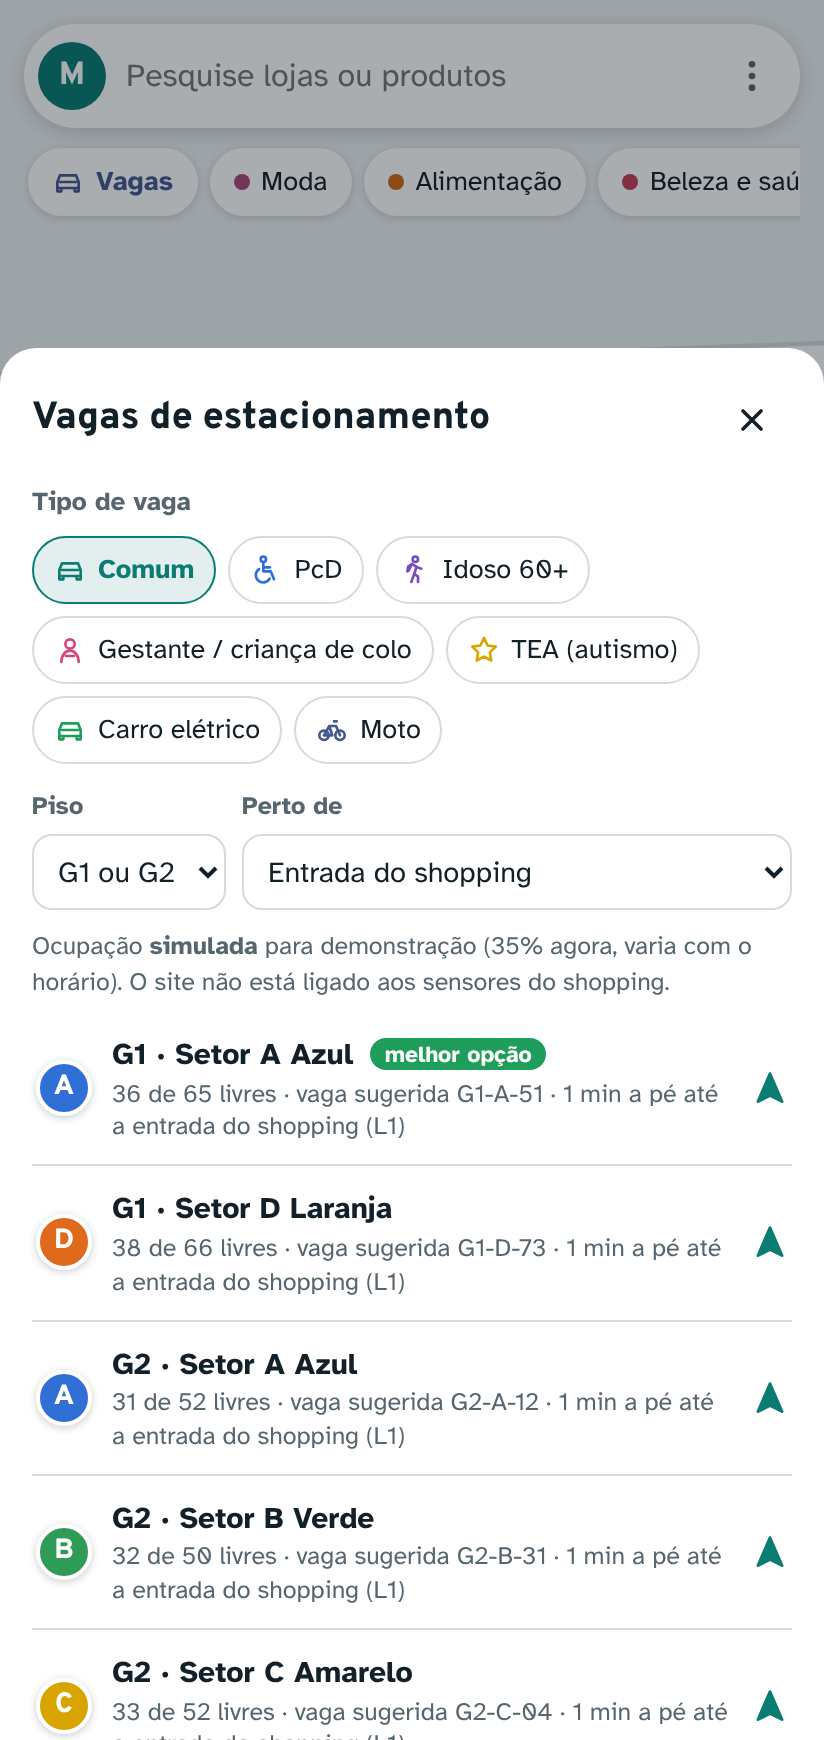 M Pesquise lojas ou produtos
Vagas Moda Alimentação Beleza e saú
Vagas de estacionamento
Tipo de vaga
Comum PcD Idoso 60+
Gestante / criança de colo TEA (autismo)
Carro elétrico Moto
Piso Perto de
G1 ou G2 Entrada do shopping
Ocupação simulada para demonstração (35% agora, varia com o
horário). O site não está ligado aos sensores do shopping.
G1 · Setor A Azul melhor opção
A
36 de 65 livres · vaga sugerida G1-A-51 · 1 min a pé até
a entrada do shopping (L1)
G1 · Setor D Laranja
D
38 de 66 livres · vaga sugerida G1-D-73 · 1 min a pé até
a entrada do shopping (L1)
G2 · Setor A Azul
A
31 de 52 livres · vaga sugerida G2-A-12 · 1 min a pé até
a entrada do shopping (L1)
G2 · Setor B Verde
B
32 de 50 livres · vaga sugerida G2-B-31 · 1 min a pé até
a entrada do shopping (L1)
G2 · Setor C Amarelo
C
33 de 52 livres · vaga sugerida G2-C-04 · 1 min a pé até